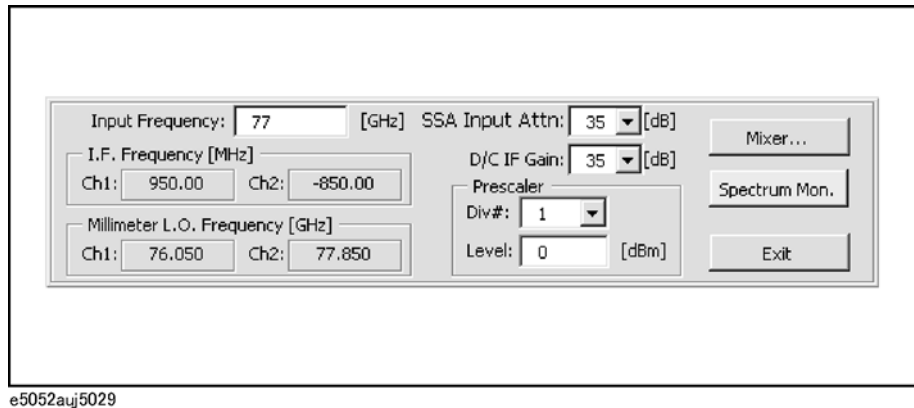 Input Frequency: 77 [GHz] SSA Input Attn: 35 [dB]
Mixer...
I.F. Frequency [MHz]
D/C IF Gain: 35 [dB]
Ch1: 950.00 Ch2: -850.00
Prescaler
Spectrum Mon.
Div#: 1
Millimeter L.O. Frequency [GHz]
Ch1: 76.050 Ch2: 77.850
Level: 0 [dBm]
Exit
e5052auj5029